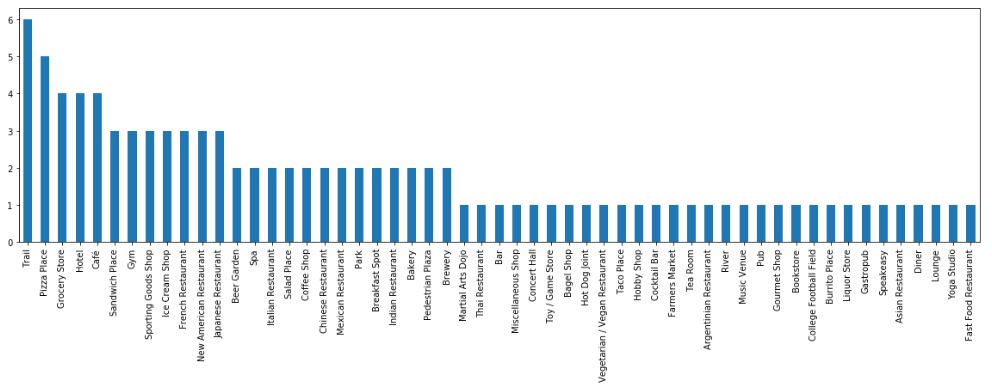 6
5
4
3
2
1
0
Trail
Pizza Place
Grocery Store
Hotel
Café
Sandwich Place
Gym
Sporting Goods Shop
Ice Cream Shop
French Restaurant
New American Restaurant
Japanese Restaurant
Beer Garden
Spa
Italian Restaurant
Salad Place
Coffee Shop
Chinese Restaurant
Mexican Restaurant
Park
Breakfast Spot
Indian Restaurant
Bakery
Pedestrian Plaza
Brewery
Martial Arts Dojo
Thai Restaurant
Bar
Miscellaneous Shop
Concert Hall
Toy / Game Store
Bagel Shop
Hot Dog Joint
Vegetarian / Vegan Restaurant
Taco Place
Hobby Shop
Cocktail Bar
Farmers Market
Tea Room
Argentinian Restaurant
River
Music Venue
Pub
Gourmet Shop
Bookstore
College Football Field
Burrito Place
Liquor Store
Gastropub
Speakeasy
Asian Restaurant
Diner
Lounge
Yoga Studio
Fast Food Restaurant